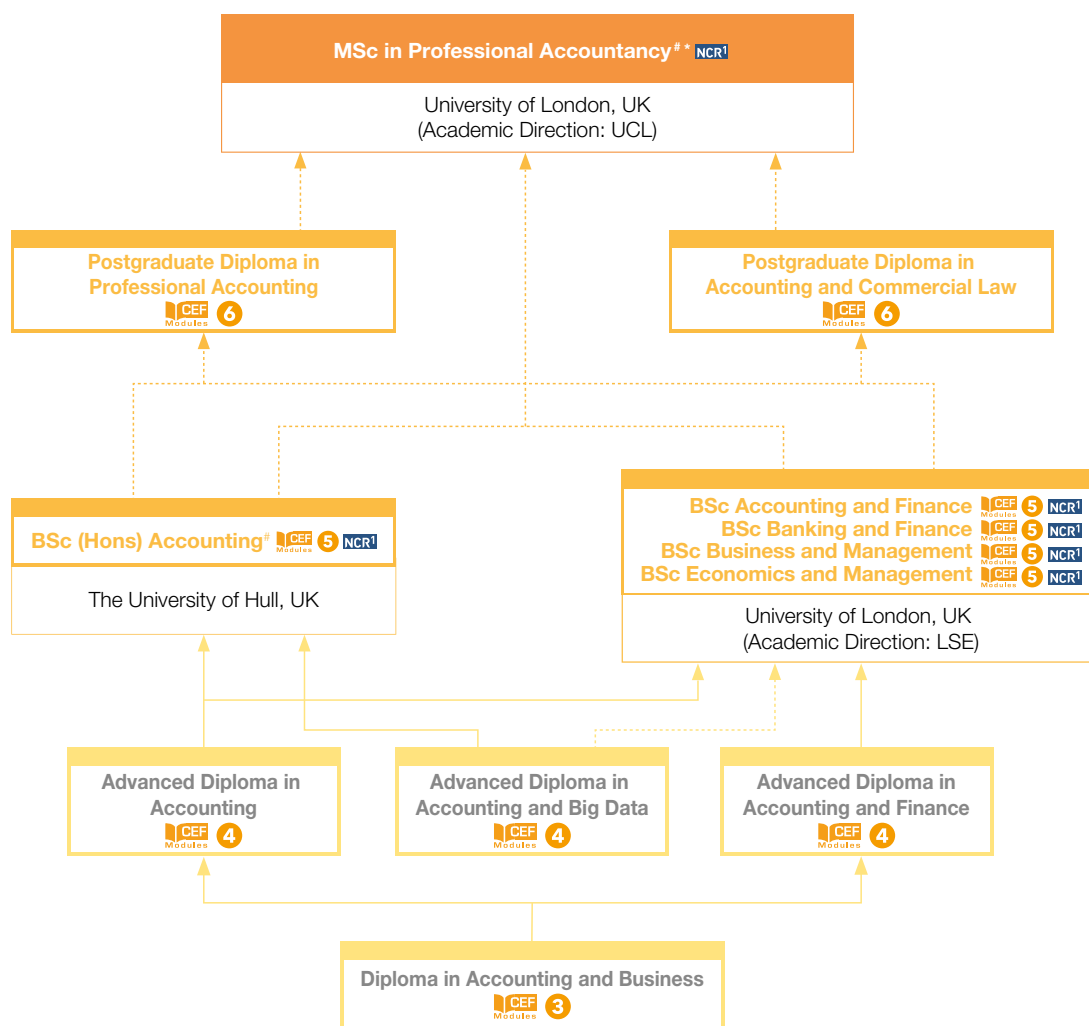 MSc in Professional Accountancy# * NCR1
University of London, UK
(Academic Direction: UCL)
Postgraduate Diploma in
Professional Accounting
CEF Modules 6
Postgraduate Diploma in
Accounting and Commercial Law
CEF Modules 6
BSc (Hons) Accounting# CEF Modules 5 NCR1
The University of Hull, UK
BSc Accounting and Finance CEF Modules 5 NCR1
BSc Banking and Finance CEF Modules 5 NCR1
BSc Business and Management CEF Modules 5 NCR1
BSc Economics and Management CEF Modules 5 NCR1
University of London, UK
(Academic Direction: LSE)
Advanced Diploma in
Accounting
CEF Modules 4
Advanced Diploma in
Accounting and Big Data
CEF Modules 4
Advanced Diploma in
Accounting and Finance
CEF Modules 4
Diploma in Accounting and Business
CEF Modules 3